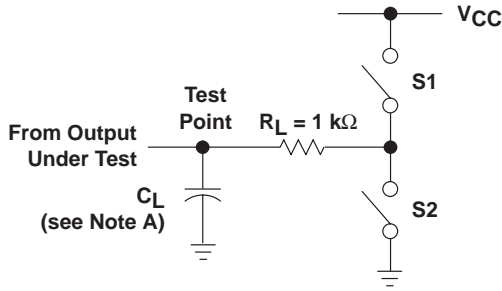 VCC
S1
Test
Point
RL = 1 kΩ
From Output
Under Test
CL
(see Note A)
S2